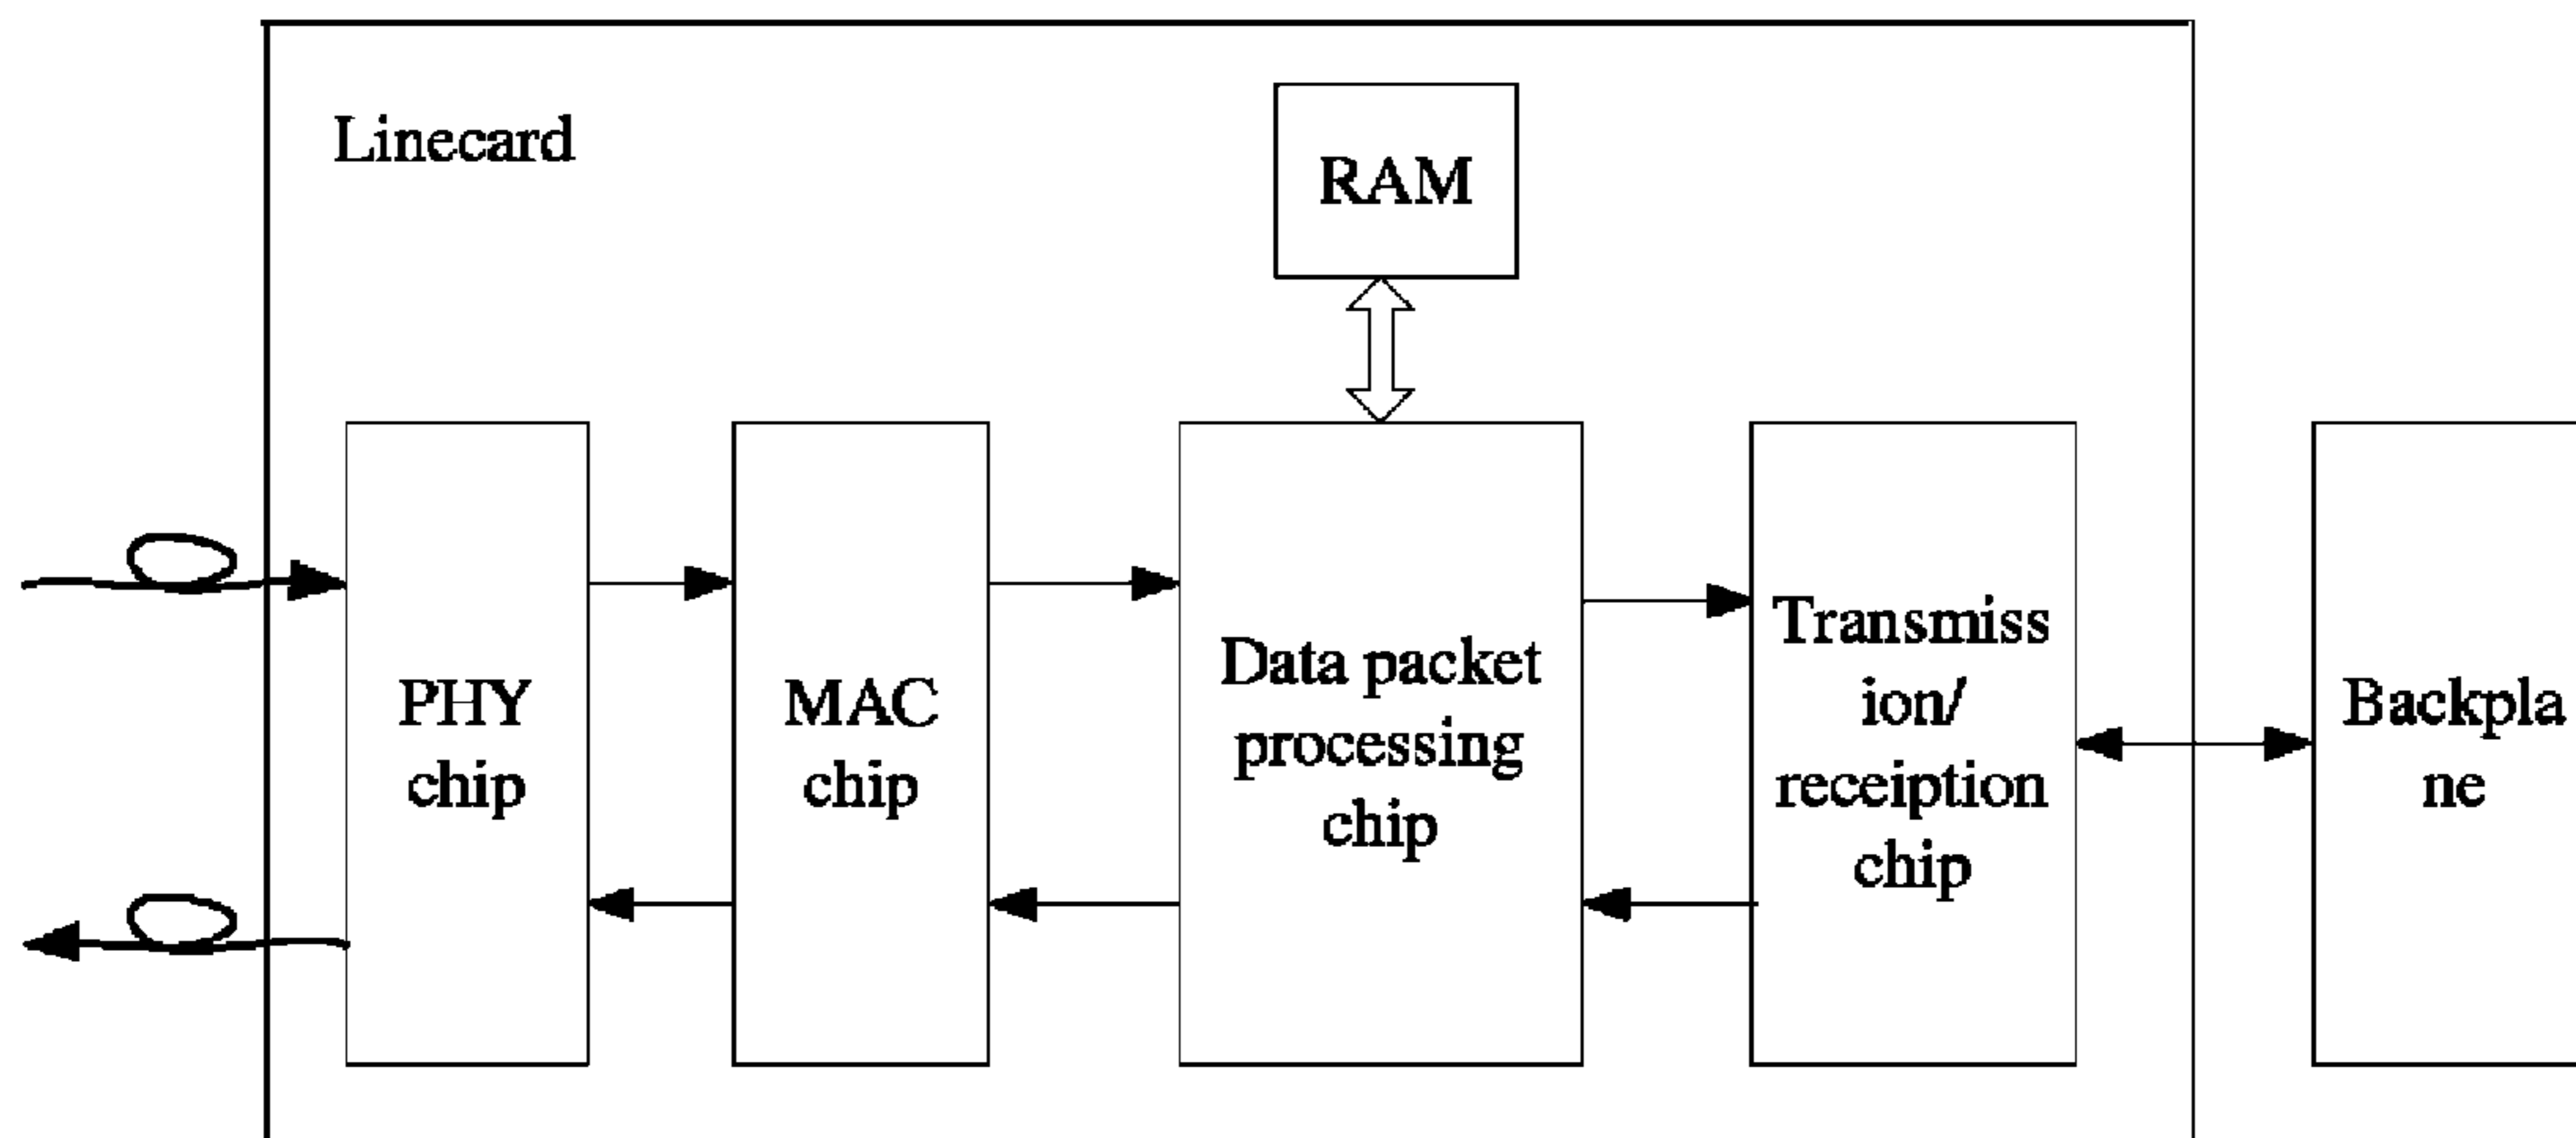 Linecard
RAM
PHY
chip
MAC
chip
Data packet
processing
chip
Transmiss
ion/
receiption
chip
Backpla
ne